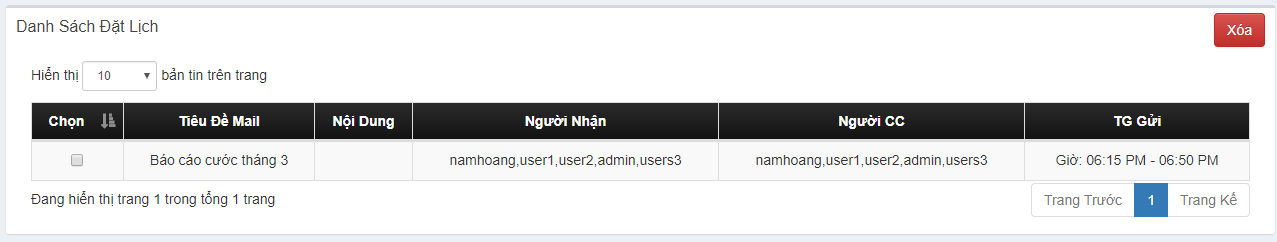 Danh Sách Đặt Lịch
Xóa
Hiển thị 10 bản tin trên trang
Chọn Tiêu Đề Mail Nội Dung Người Nhận Người CC TG Gửi
Báo cáo cước tháng 3 namhoang,user1,user2,admin,users3 namhoang,user1,user2,admin,users3 Giờ: 06:15 PM - 06:50 PM
Đang hiển thị trang 1 trong tổng 1 trang
Trang Trước 1 Trang Kế